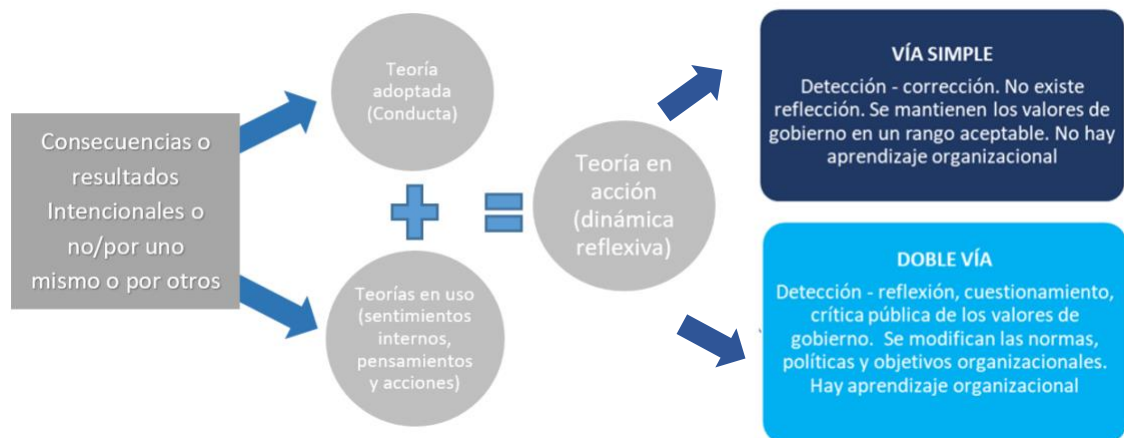 Consecuencias o
resultados
Intencionales o
no/por uno
mismo o por otros
Teoría
adoptada
(Conducta)
Teorías en uso
(sentimientos
internos,
pensamientos
y acciones)
Teoría en
acción
(dinámica
reflexiva)
VÍA SIMPLE
Detección - corrección. No existe
reflección. Se mantienen los valores de
gobierno en un rango aceptable. No hay
aprendizaje organizacional
DOBLE VÍA
Detección - reflexión, cuestionamiento,
crítica pública de los valores de
gobierno. Se modifican las normas,
políticas y objetivos organizacionales.
Hay aprendizaje organizacional